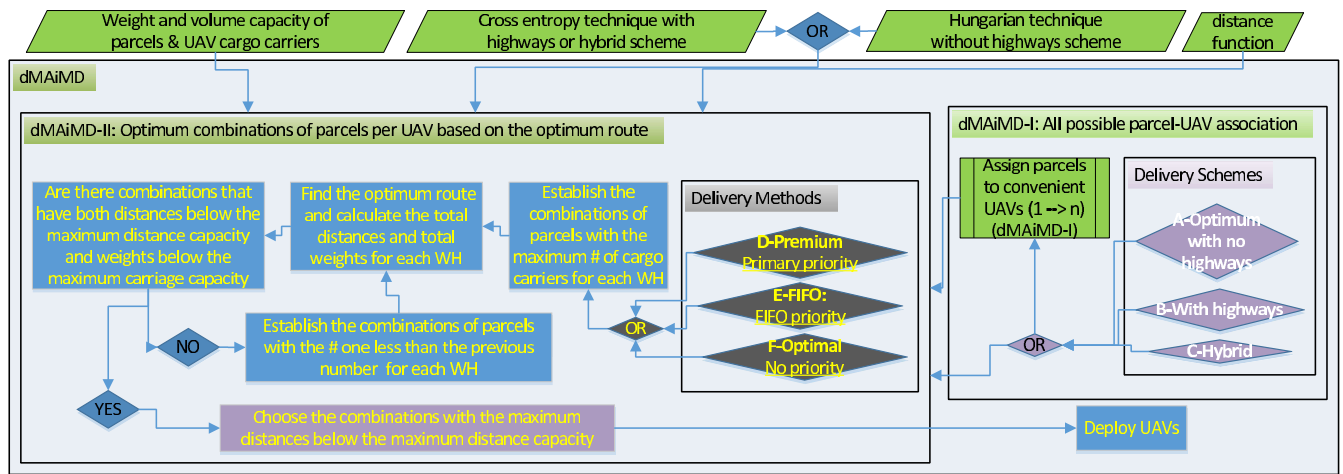 Weight and volume capacity of
parcels & UAV cargo carriers
Cross entropy technique with
highways or hybrid scheme
OR
Hungarian technique
without highways scheme
distance
function
dMAiMD
dMAiMD-II: Optimum combinations of parcels per UAV based on the optimum route
Are there combinations that
have both distances below the
maximum distance capacity
and weights below the
maximum carriage capacity
Find the optimum route
and calculate the total
distances and total
weights for each WH
Establish the
combinations of
parcels with the
maximum # of cargo
carriers for each WH
Delivery Methods
D-Premium
Primary priority
E-FIFO:
FIFO priority
F-Optimal
No priority
OR
NO
Establish the combinations of parcels
with the # one less than the previous
number for each WH
YES
Choose the combinations with the maximum
distances below the maximum distance capacity
dMAiMD-I: All possible parcel-UAV association
Assign parcels
to convenient
UAVs (1 --> n)
(dMAiMD-I)
Delivery Schemes
A-Optimum
with no
highways
B-With highways
C-Hybrid
OR
Deploy UAVs